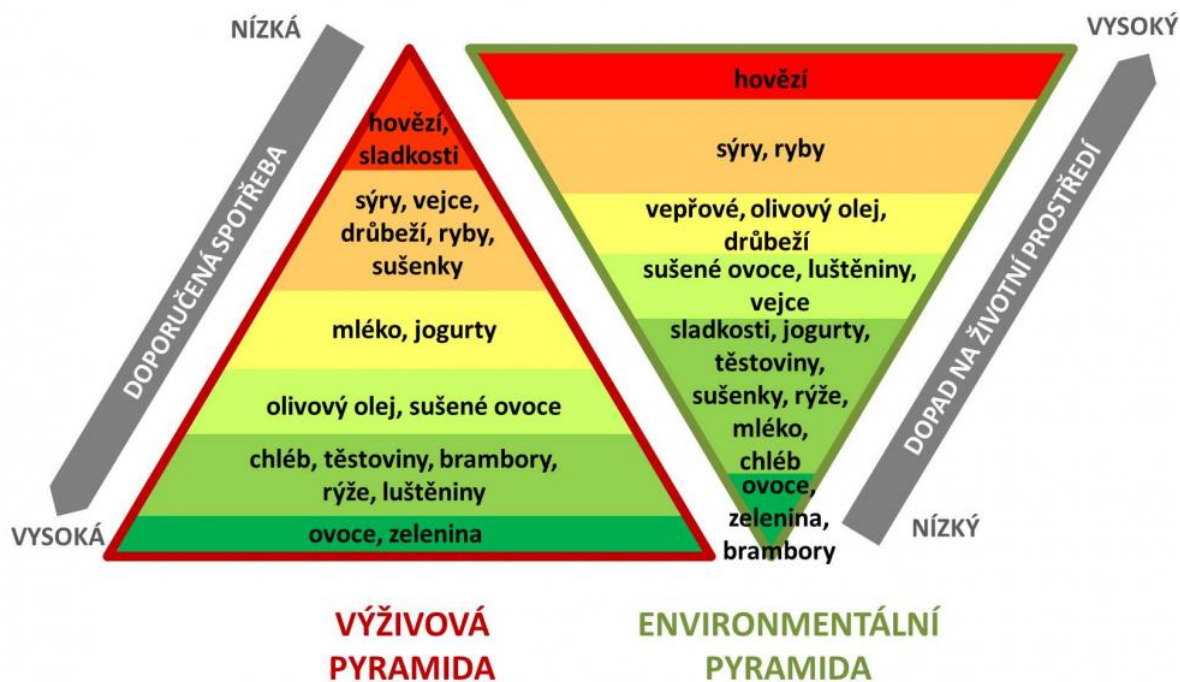 NÍZKÁ
DOPORUČENÁ SPOTŘEBA
VYSOKÁ
hovězí,
sladkosti
sýry, vejce,
drůbeží, ryby,
sušenky
mléko, jogurty
olivový olej, sušené ovoce
chléb, těstoviny, brambory,
rýže, luštěniny
ovoce, zelenina
VÝŽIVOVÁ
PYRAMIDA
hovězí
sýry, ryby
vepřové, olivový olej,
drůbeží
sušené ovoce, luštěniny,
vejce
sladkosti, jogurty,
těstoviny,
sušenky, rýže,
mléko,
chléb
ovoce,
zelenina,
brambory
VYSOKÝ
DOPAD NA ŽIVOTNÍ PROSTŘEDÍ
NÍZKÝ
ENVIRONMENTÁLNÍ
PYRAMIDA